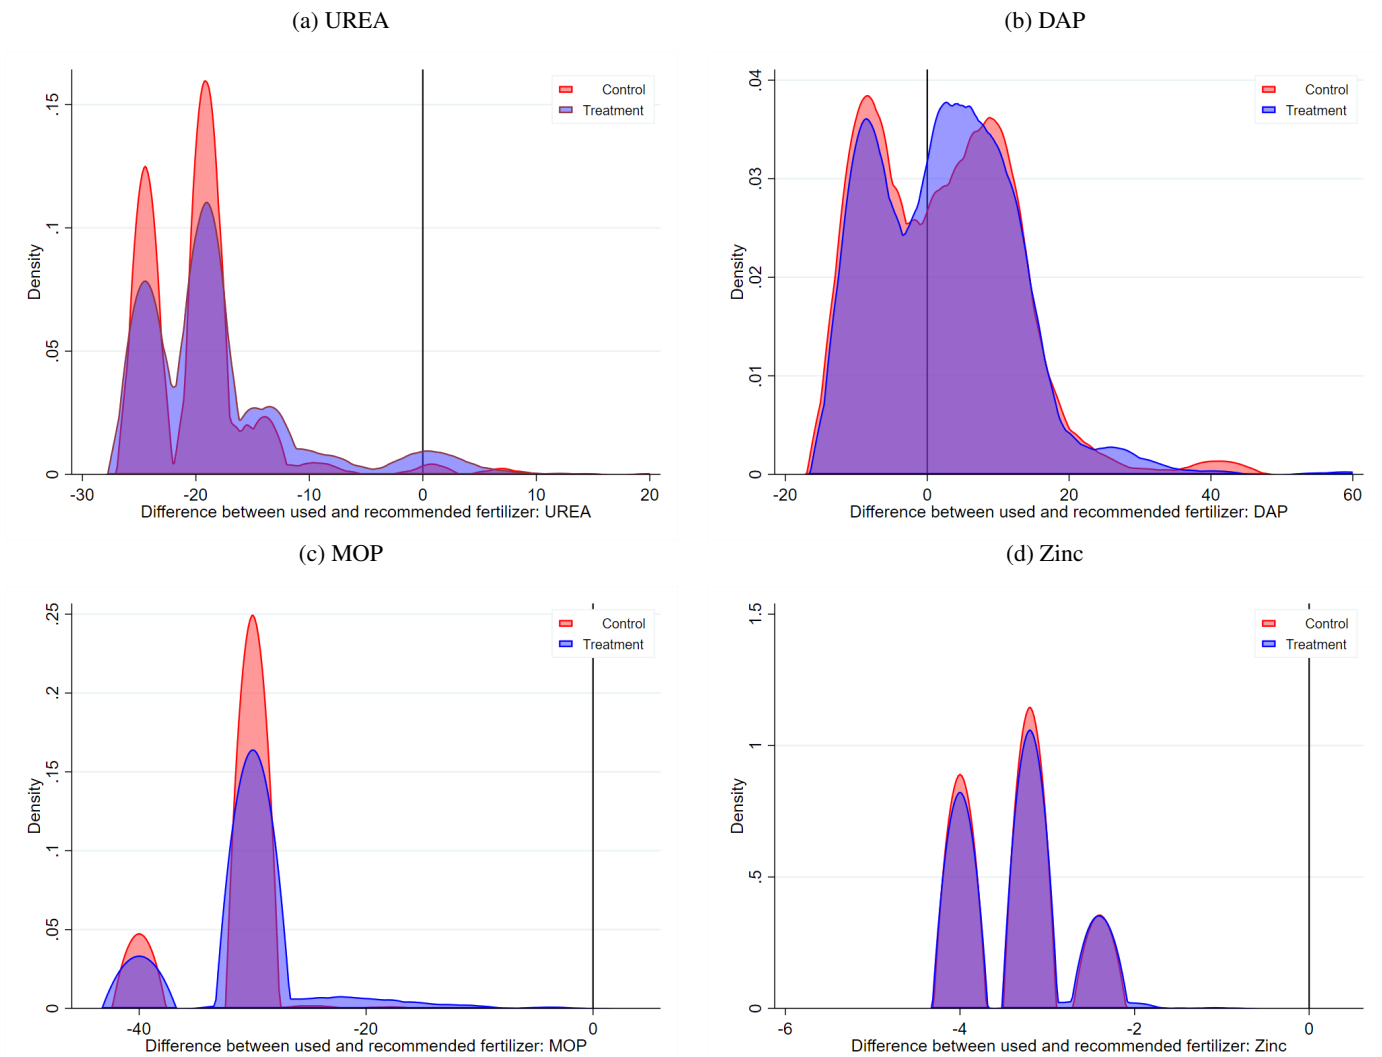 (a) UREA
.15
.1
.05
0
Density
-30 -20 -10 0 10 20
Difference between used and recommended fertilizer: UREA
Control
Treatment
(b) DAP
.04
.03
.02
.01
0
Density
-20 0 20 40 60
Difference between used and recommended fertilizer: DAP
Control
Treatment
(c) MOP
.25
.2
.15
.1
.05
0
Density
-40 -20 0
Difference between used and recommended fertilizer: MOP
Control
Treatment
(d) Zinc
1.5
1
.5
0
Density
-6 -4 -2 0
Difference between used and recommended fertilizer: Zinc
Control
Treatment